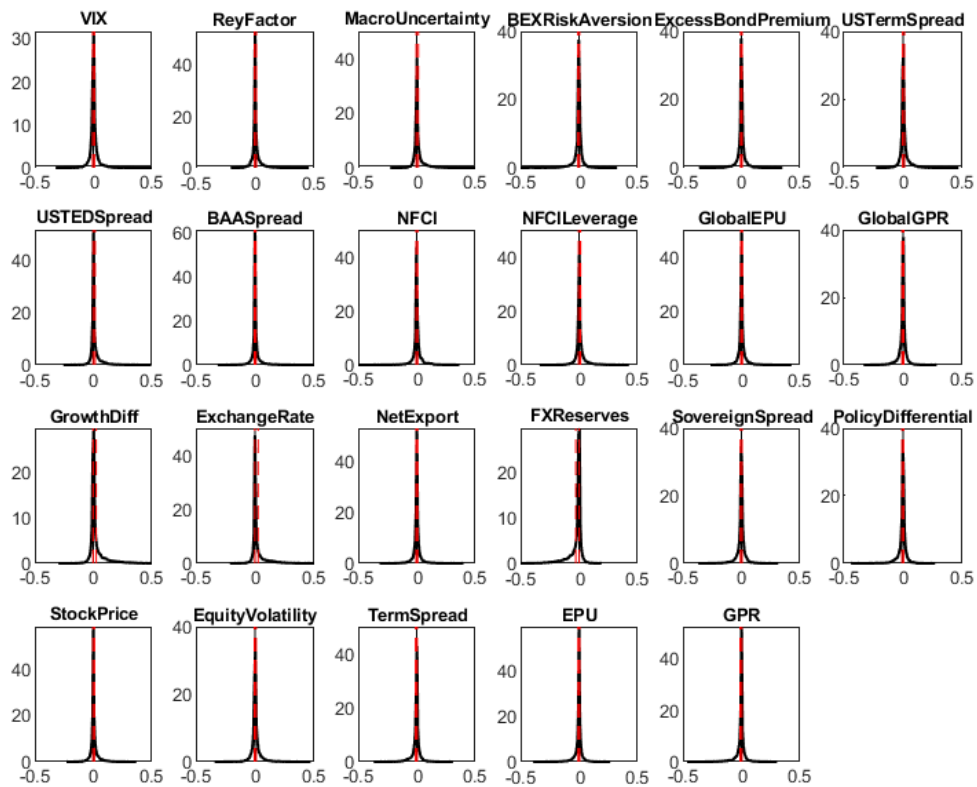 VIX ReyFactor MacroUncertainty BEXRiskAversion ExcessBondPremium USTermSpread
30 40 40 40
20 40 40
10 20 20 20 20 20
0 0 0 0 0 0
-0.5 0 0.5 -0.5 0 0.5 -0.5 0 0.5 -0.5 0 0.5 -0.5 0 0.5 -0.5 0 0.5
USTEDSpread BAASpread NFCI NFCILeverage GlobalEPU GlobalGPR
60 40
40 40 40 40 40
20 20 20 20 20 20
0 0 0 0 0 0
-0.5 0 0.5 -0.5 0 0.5 -0.5 0 0.5 -0.5 0 0.5 -0.5 0 0.5 -0.5 0 0.5
GrowthDiff ExchangeRate NetExport FXReserves SovereignSpread PolicyDifferential
40 40
20 40 40 20
10 20 20 10 20 20
0 0 0 0 0 0
-0.5 0 0.5 -0.5 0 0.5 -0.5 0 0.5 -0.5 0 0.5 -0.5 0 0.5 -0.5 0 0.5
StockPrice EquityVolatility TermSpread EPU GPR
40
40 40 40 40
20 20 20 20 20
0 0 0 0 0
-0.5 0 0.5 -0.5 0 0.5 -0.5 0 0.5 -0.5 0 0.5 -0.5 0 0.5